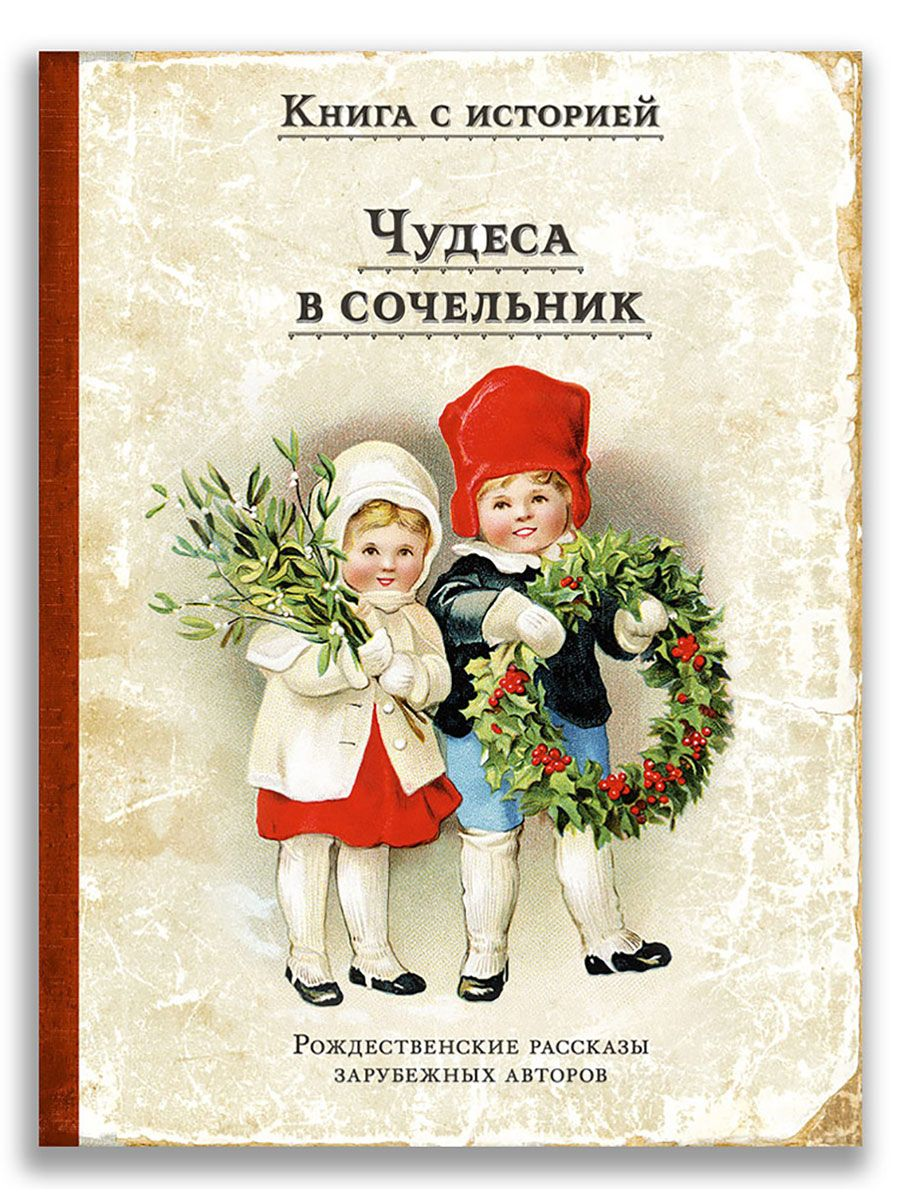 Книга с историей
Чудеса
в сочельник
Рождественские рассказы
зарубежных авторов